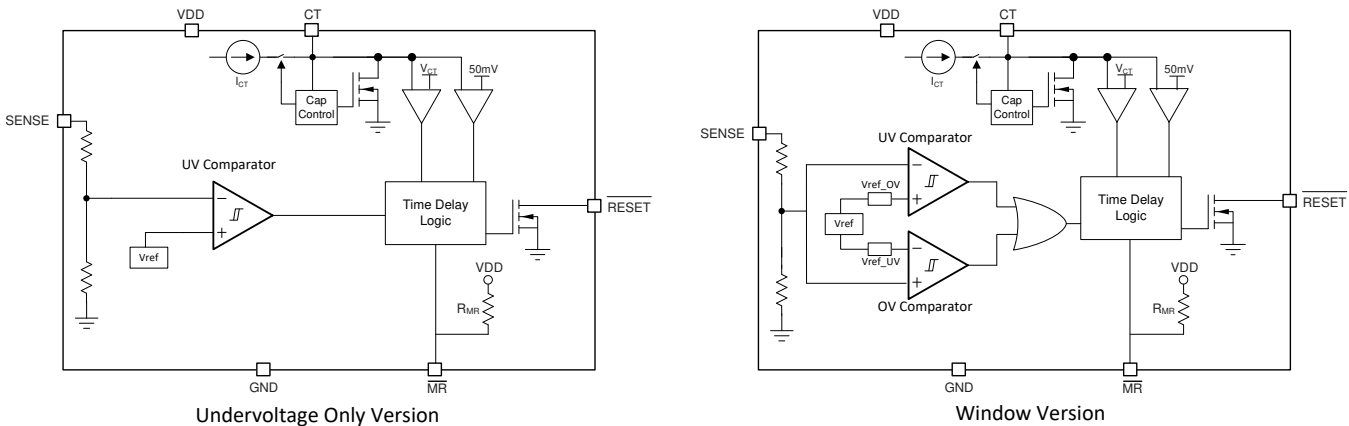 VDD
CT
I_CT
Cap
Control
V_CT
50mV
SENSE
UV Comparator
Vref
Time Delay
Logic
RESET
VDD
R_MR
GND
MR
Undervoltage Only Version
VDD
CT
I_CT
Cap
Control
V_CT
50mV
SENSE
UV Comparator
Vref_OV
Vref
Vref_UV
OV Comparator
Time Delay
Logic
RESET
VDD
R_MR
GND
MR
Window Version